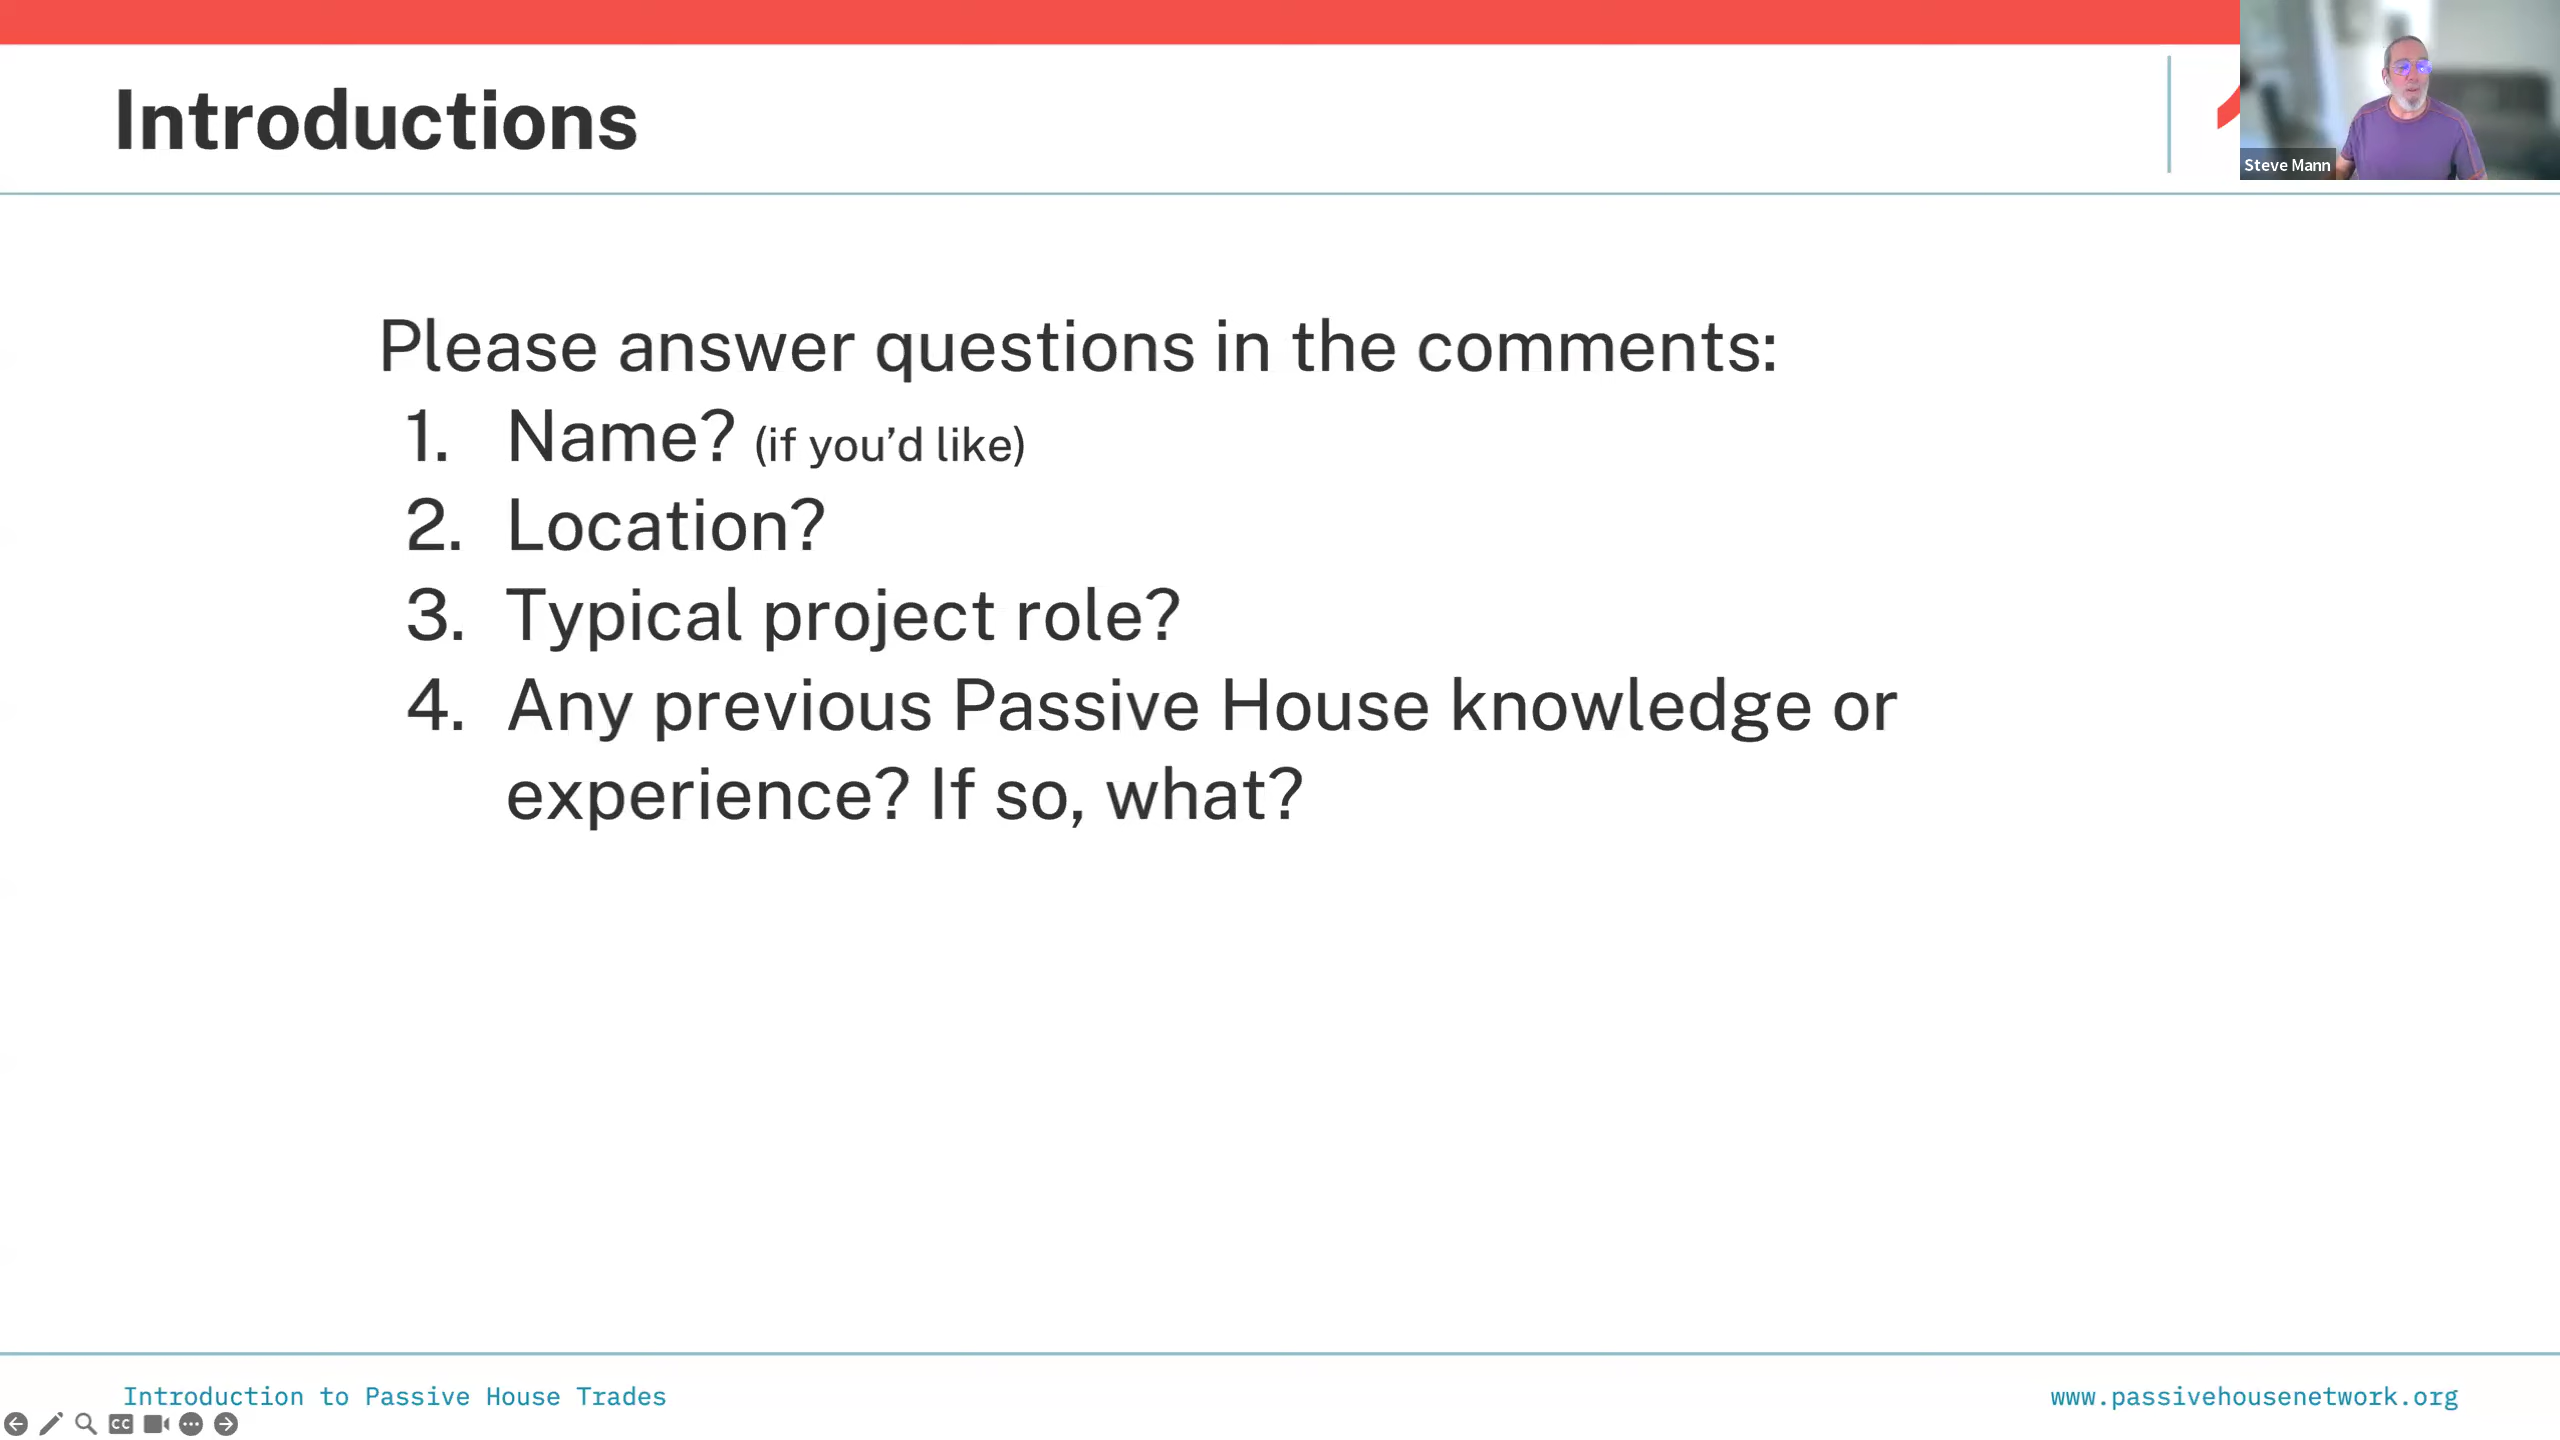 Introductions
Steve Mann
Please answer questions in the comments:
1. Name? (if you’d like)
2. Location?
3. Typical project role?
4. Any previous Passive House knowledge or
experience? If so, what?
Introduction to Passive House Trades
www.passivehousenetwork.org
CC